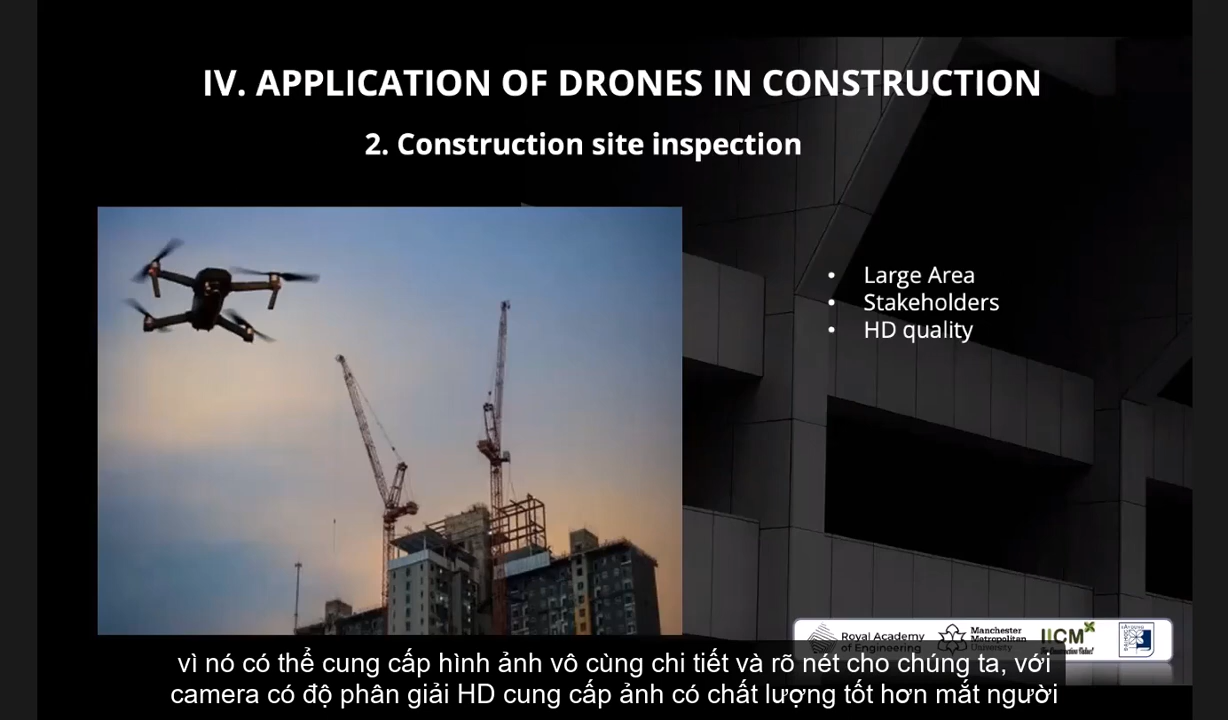 IV. APPLICATION OF DRONES IN CONSTRUCTION
2. Construction site inspection
• Large Area
• Stakeholders
• HD quality
Royal Academy
of Engineering
Manchester
Metropolitan
University
IICM
vì nó có thể cung cấp hình ảnh vô cùng chi tiết và rõ nét cho chúng ta, với
camera có độ phân giải HD cung cấp ảnh có chất lượng tốt hơn mắt người